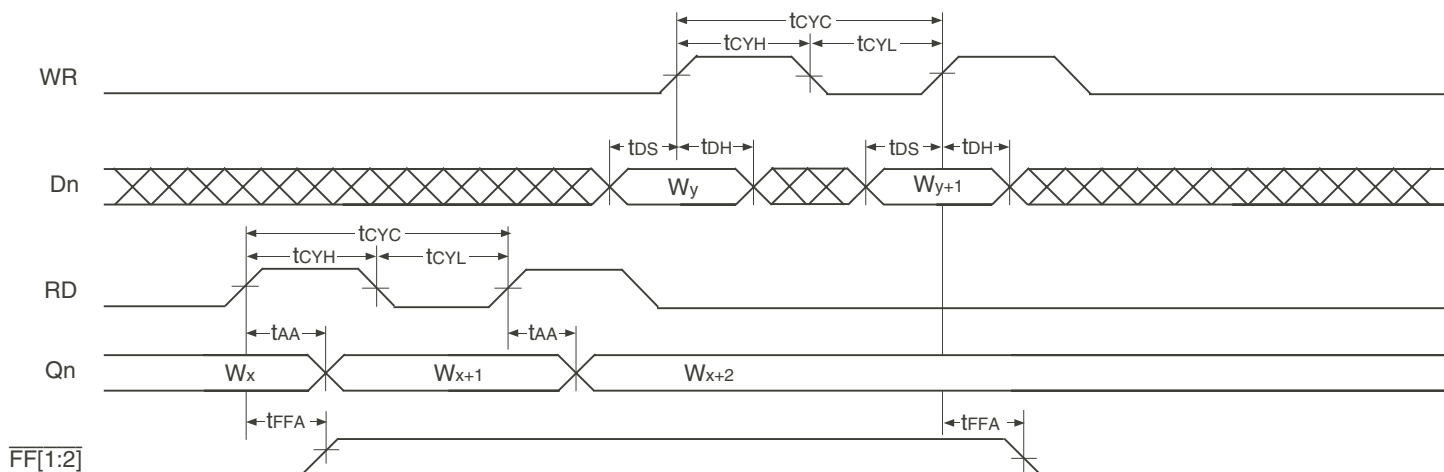 tCYC
tCYH tCYL
WR
tDS tDH tDS tDH
Dn Wy Wy+1
tCYC
tCYH tCYL
RD
tAA tAA
Qn Wx Wx+1 Wx+2
tFFA tFFA
FF[1:2]